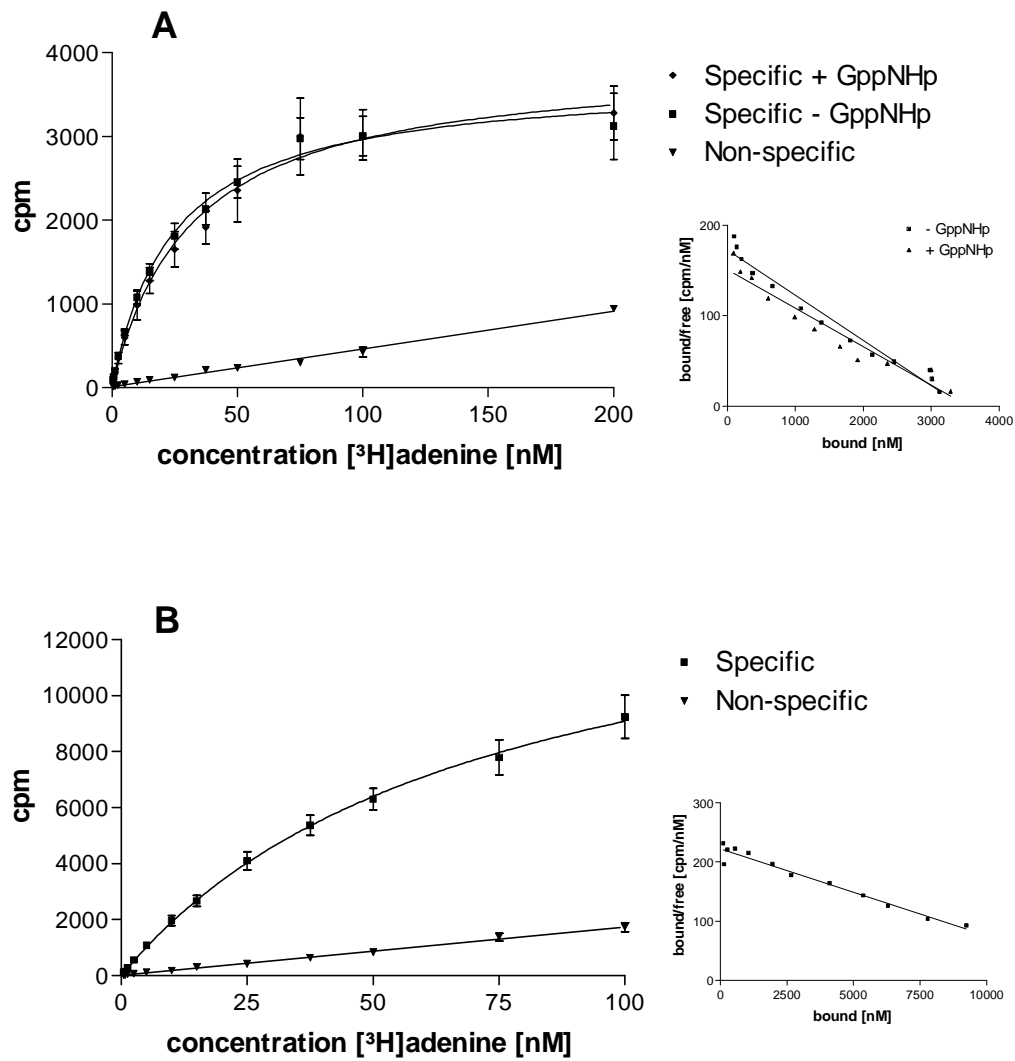 A
4000
3000
2000
1000
0
cpm
0 50 100 150 200
concentration [³H]adenine [nM]
Specific + GppNHp
Specific - GppNHp
Non-specific
200
100
0
bound/free [cpm/nM]
0 1000 2000 3000 4000
bound [nM]
- GppNHp
+ GppNHp
B
12000
10000
8000
6000
4000
2000
0
cpm
0 25 50 75 100
concentration [³H]adenine [nM]
Specific
Non-specific
300
200
100
0
bound/free [cpm/nM]
0 2500 5000 7500 10000
bound [nM]